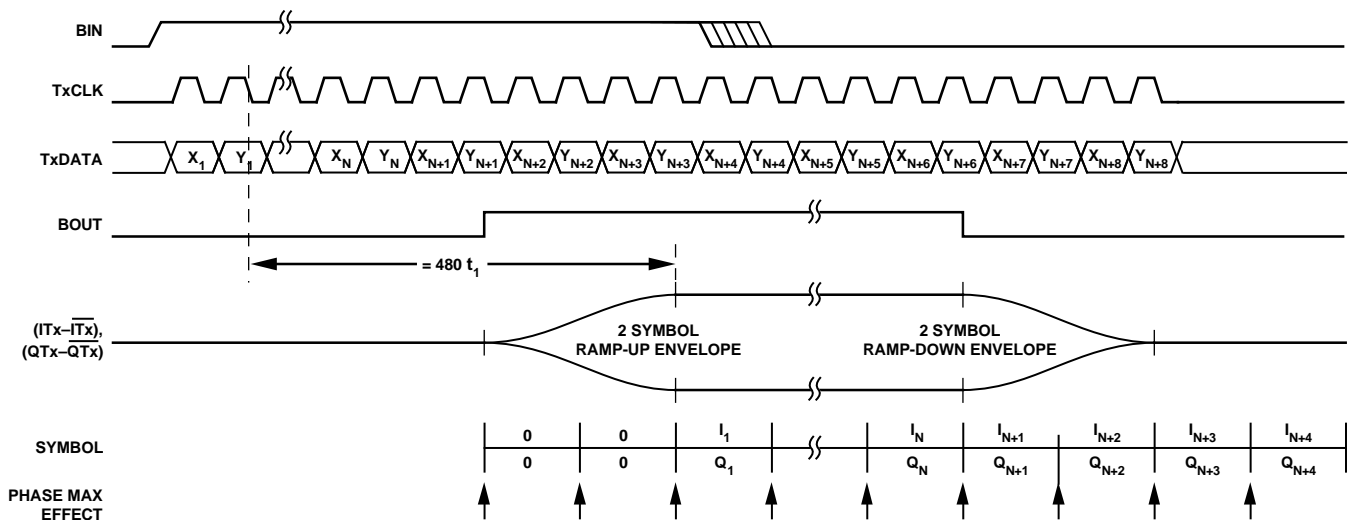 BIN
TxCLK
TxDATA
X1 Y1 XN YN XN+1 YN+1 XN+2 YN+2 XN+3 YN+3 XN+4 YN+4 XN+5 YN+5 XN+6 YN+6 XN+7 YN+7 XN+8 YN+8
BOUT
= 480 t1
(ITx–I̅T̅x̅),
(QTx–Q̅T̅x̅)
2 SYMBOL
RAMP-UP ENVELOPE
2 SYMBOL
RAMP-DOWN ENVELOPE
SYMBOL
0 0 I1 IN IN+1 IN+2 IN+3 IN+4
0 0 Q1 QN QN+1 QN+2 QN+3 QN+4
PHASE MAX
EFFECT